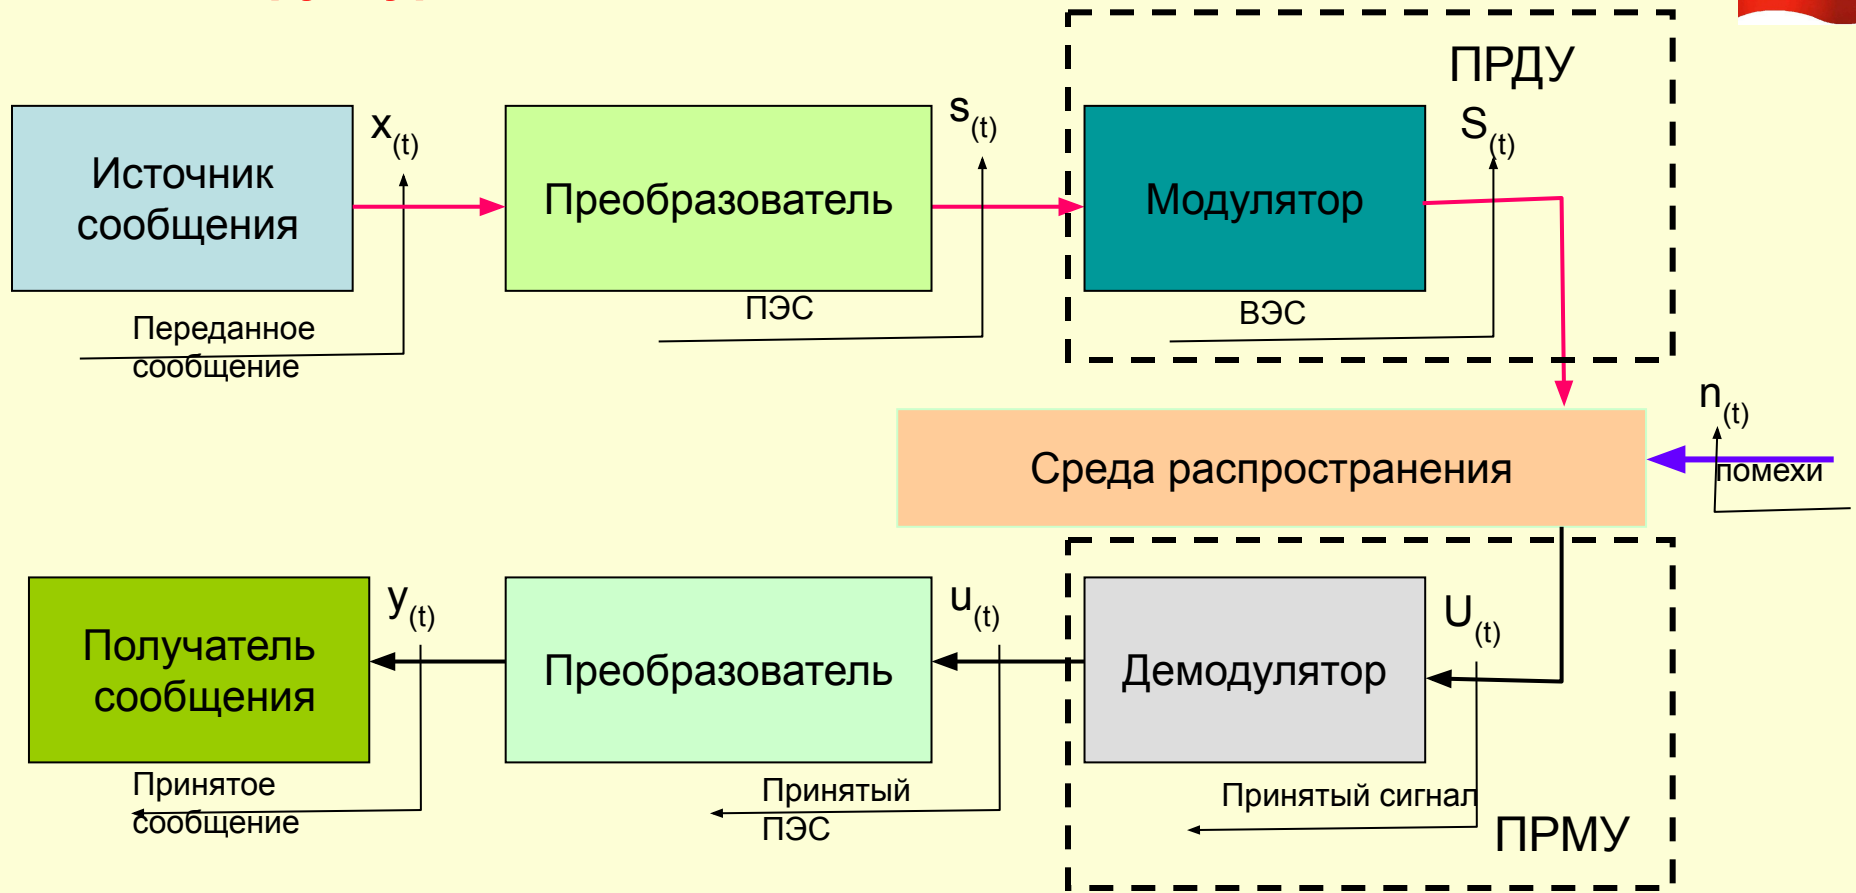 ПРДУ
Источник
сообщения
x(t)
Преобразователь
s(t)
Модулятор
S(t)
Переданное
сообщение
ПЭС
ВЭС
Среда распространения
n(t)
помехи
Получатель
сообщения
y(t)
Преобразователь
u(t)
Демодулятор
U(t)
Принятое
сообщение
Принятый
ПЭС
Принятый сигнал
ПРМУ